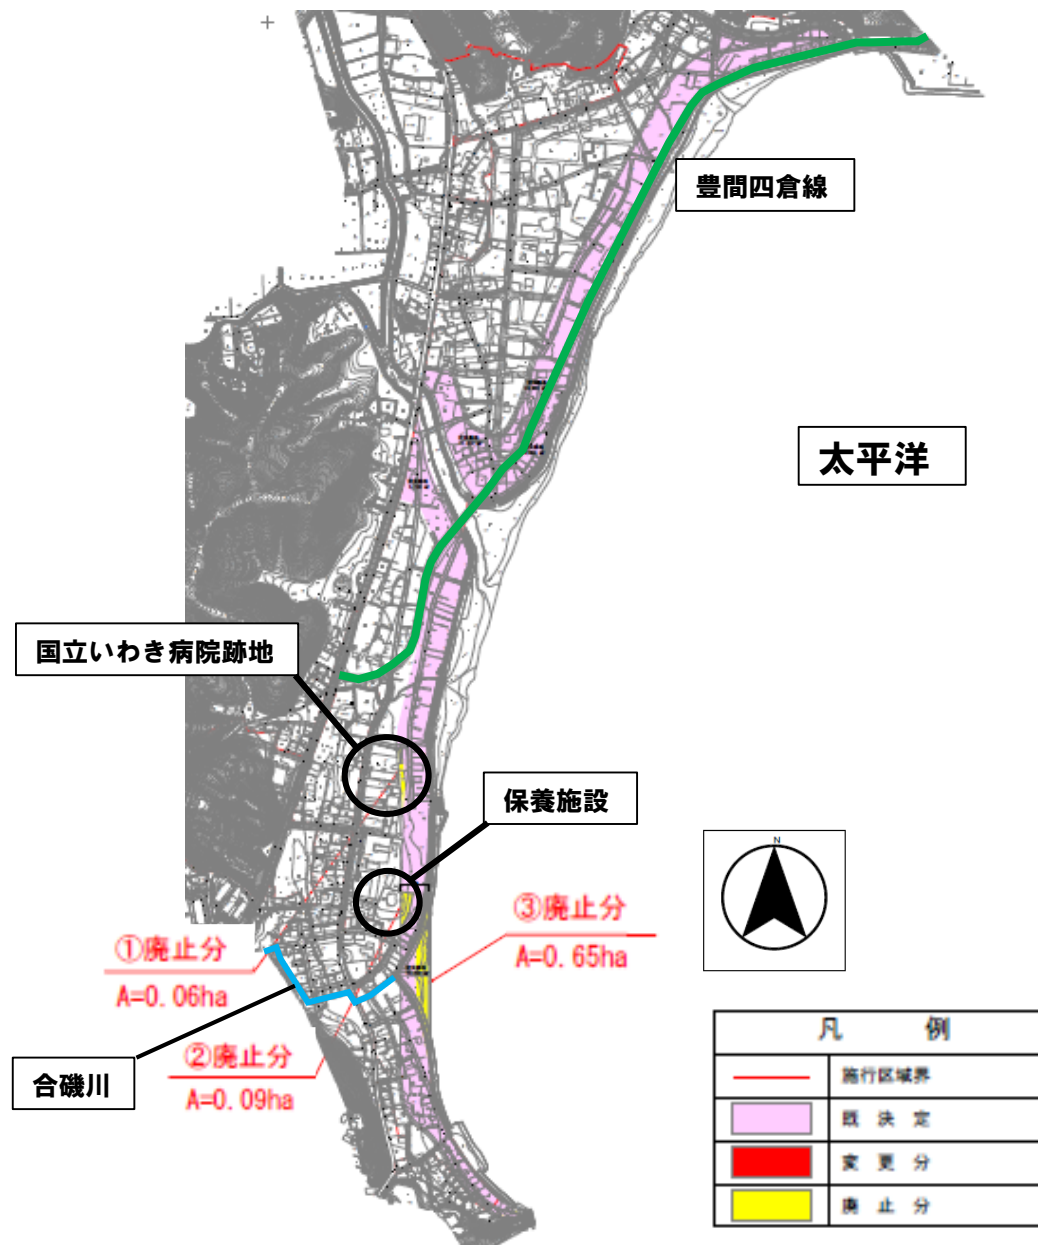 豊間四倉線
太平洋
国立いわき病院跡地
保養施設
N
③廃止分
A=0.65ha
①廃止分
A=0.06ha
②廃止分
A=0.09ha
合磯川
凡 例
施行区域界
既決定
変更分
廃止分